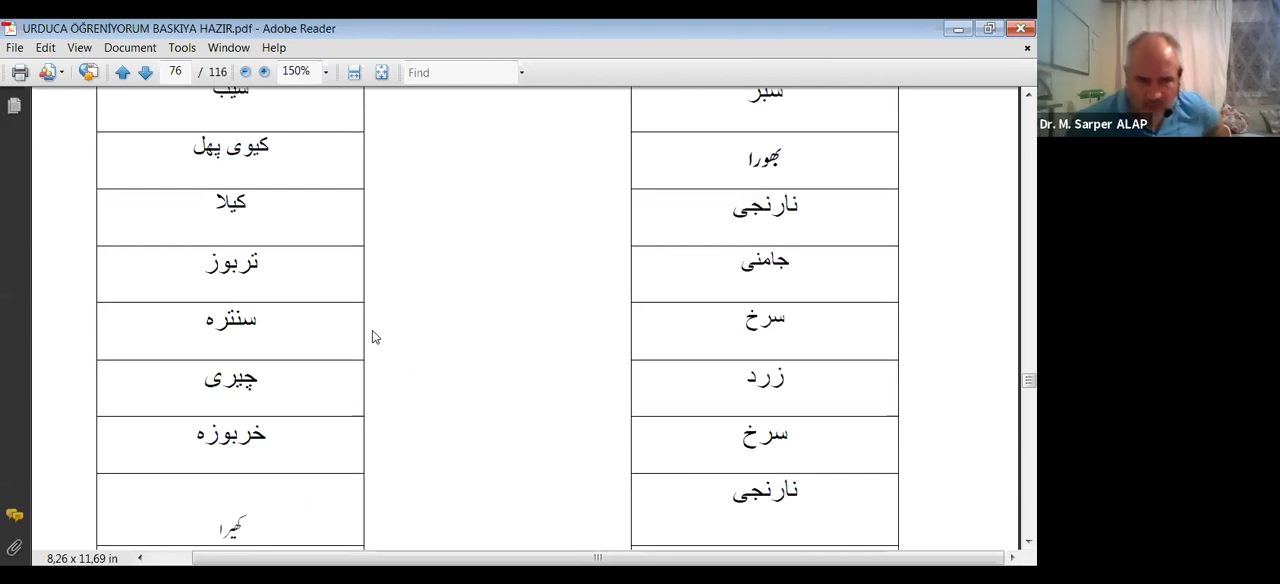 URDUCA ÖĞRENİYORUM BASKIYA HAZIR.pdf - Adobe Reader
File Edit View Document Tools Window Help
76 / 116 150% Find
Dr. M. Sarper ALAP
سیب
سبز
کیوی پھل
بھورا
کیلا
نارنجی
تربوز
جامنی
سنترہ
سرخ
چیری
زرد
خربوزہ
سرخ
نارنجی
کھیرا
8,26 x 11,69 in